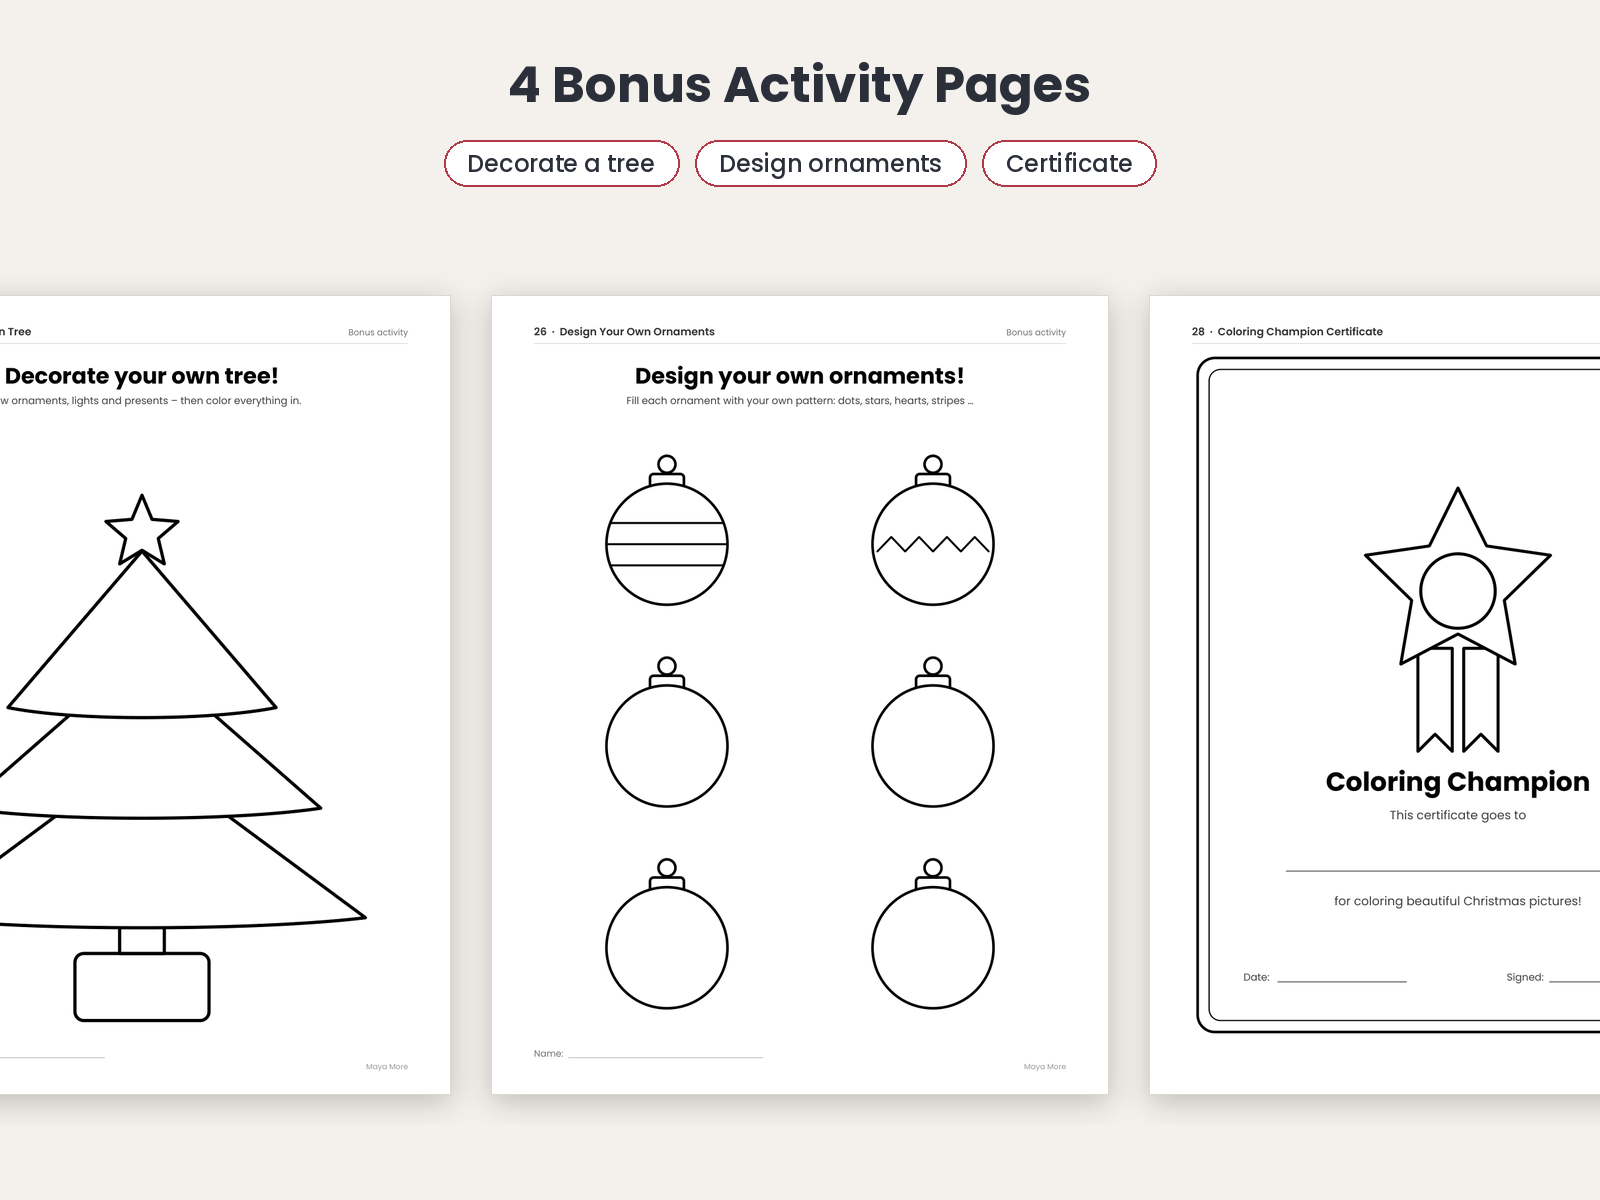 4 Bonus Activity Pages
Decorate a tree
Design ornaments
Certificate
n Tree
Bonus activity
Decorate your own tree!
w ornaments, lights and presents – then color everything in.
Maya More
26 · Design Your Own Ornaments
Bonus activity
Design your own ornaments!
Fill each ornament with your own pattern: dots, stars, hearts, stripes ...
Name:
Maya More
28 · Coloring Champion Certificate
Coloring Champion
This certificate goes to
for coloring beautiful Christmas pictures!
Date:
Signed: